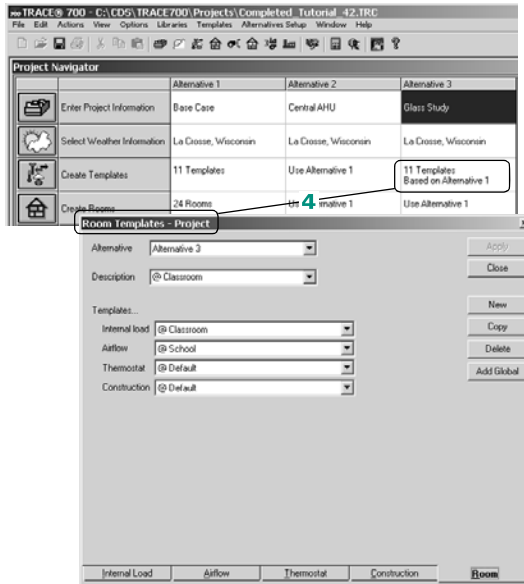 TRACE® 700 - C:\CDS\TRACE700\Projects\Completed_Tutorial_42.TRC
File Edit Actions View Options Libraries Templates Alternatives Setup Window Help
Project Navigator
Alternative 1 Alternative 2 Alternative 3
Enter Project Information Base Case Central AHU Glass Study
Select Weather Information La Crosse, Wisconsin La Crosse, Wisconsin La Crosse, Wisconsin
Create Templates 11 Templates Use Alternative 1 11 Templates
Based on Alternative 1
4
Create Rooms 24 Rooms Use Alternative 1 Use Alternative 1
Room Templates - Project
Alternative Alternative 3 Apply
Close
Description @ Classroom
New
Templates...
Internal load @ Classroom Copy
Airflow @ School Delete
Thermostat @ Default Add Global
Construction @ Default
Internal Load Airflow Thermostat Construction Room